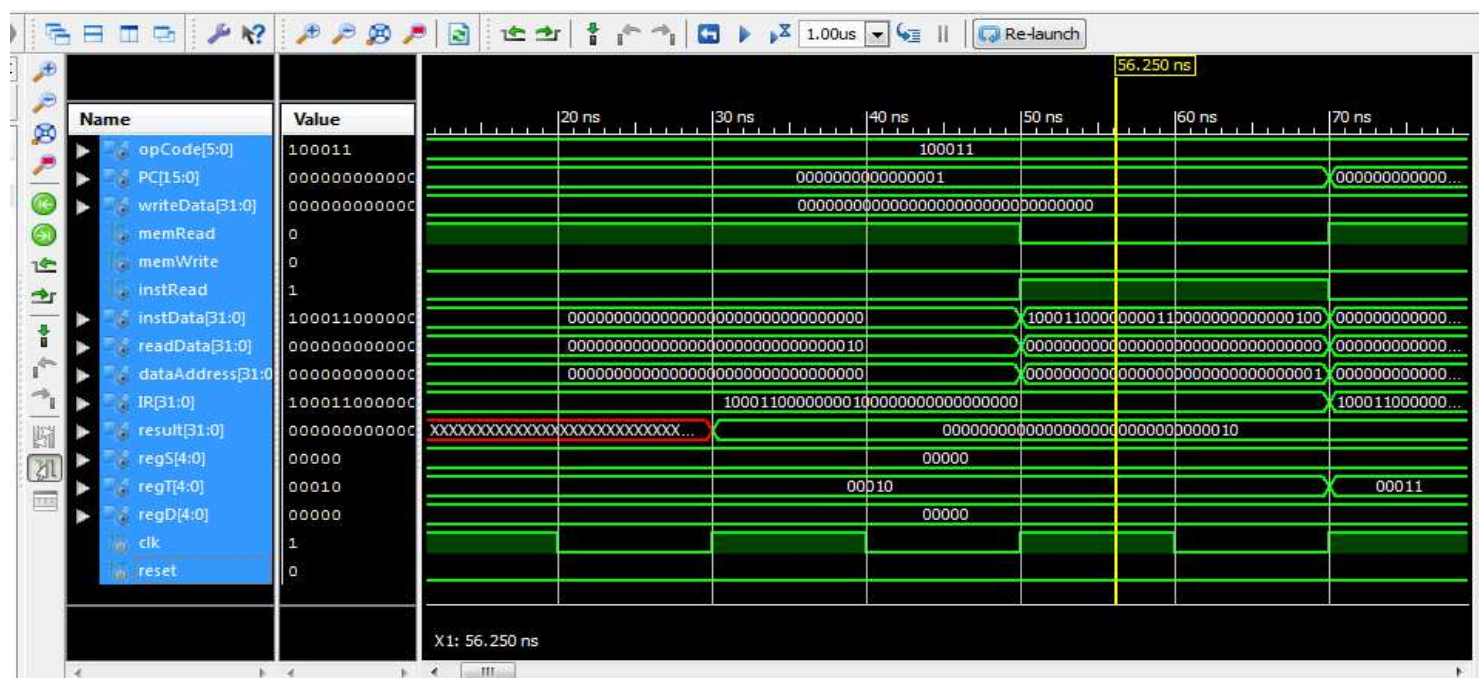 1.00us Re-launch
56.250 ns
Name Value 20 ns 30 ns 40 ns 50 ns 60 ns 70 ns
opCode[5:0] 100011 100011
PC[15:0] 000000000000 0000000000000001 000000000000...
writeData[31:0] 000000000000 00000000000000000000000000000000
memRead 0
memWrite 0
instRead 1
instData[31:0] 100011000000 00000000000000000000000000000000 10001100000000110000000000000100 000000000000...
readData[31:0] 000000000000 00000000000000000000000000000010 00000000000000000000000000000000 000000000000...
dataAddress[31:0 000000000000 00000000000000000000000000000000 00000000000000000000000000000001 000000000000...
IR[31:0] 100011000000 10001100000000100000000000000000 100011000000...
result[31:0] 000000000000 XXXXXXXXXXXXXXXXXXXXXXXXXXX... 00000000000000000000000000000010
regS[4:0] 00000 00000
regT[4:0] 00010 00010 00011
regD[4:0] 00000 00000
clk 1
reset 0
X1: 56.250 ns